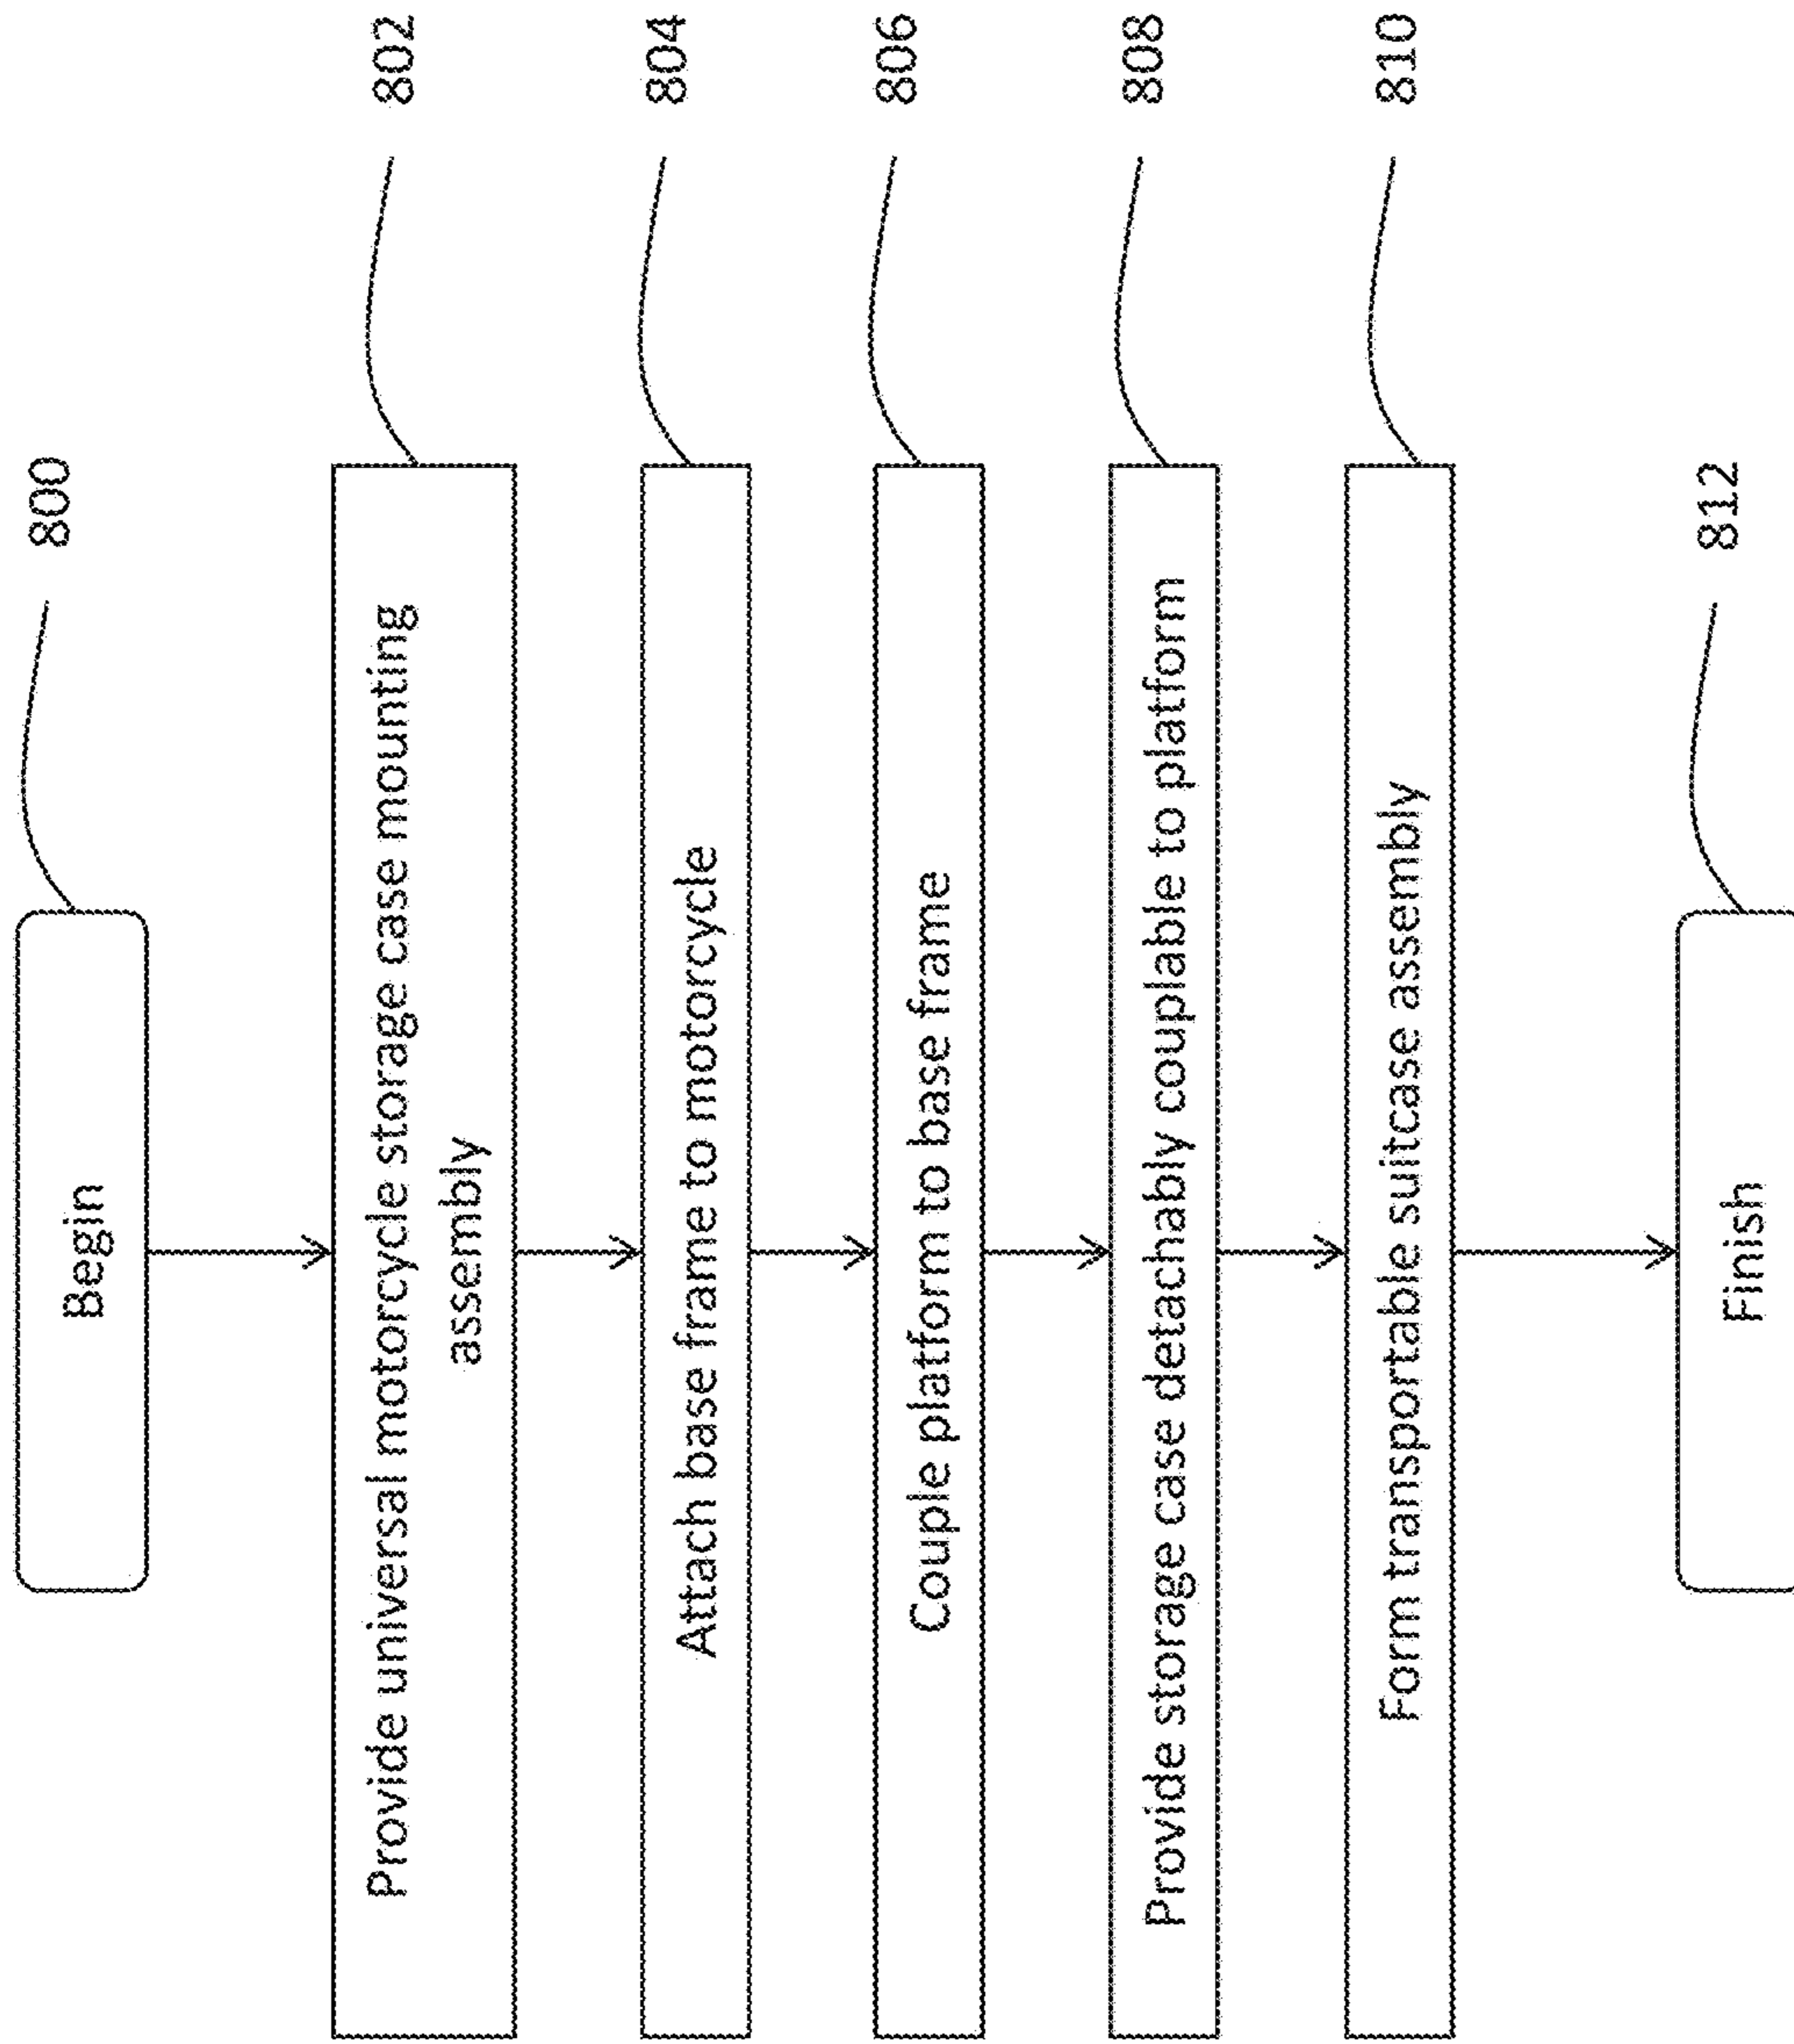 Begin
800
Provide universal motorcycle storage case mounting
assembly
802
Attach base frame to motorcycle
804
Couple platform to base frame
806
Provide storage case detachably couplable to platform
808
Form transportable suitcase assembly
810
Finish
812